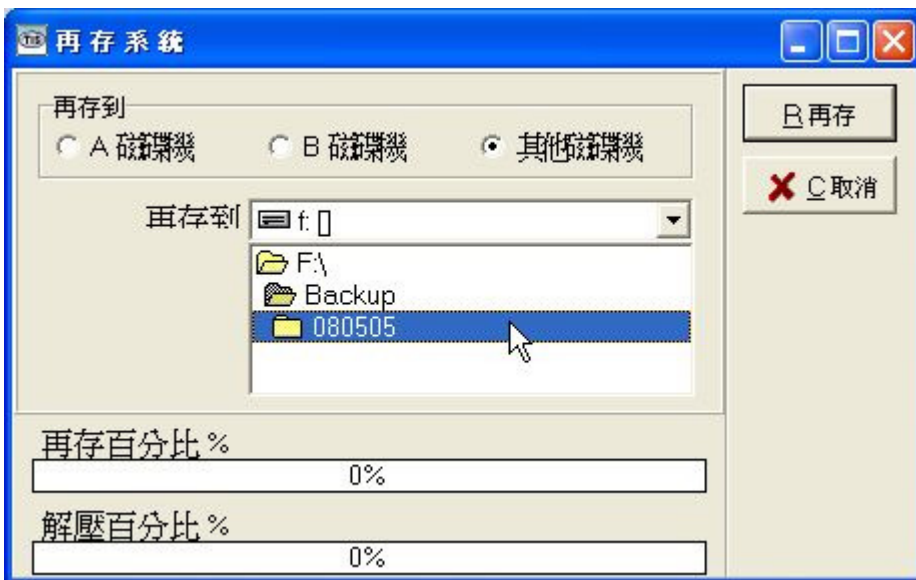 TIS 再存系統
再存到
A 磁碟機 B 磁碟機 其他磁碟機
R再存
C取消
再存到 f: []
F:\
Backup
080505
再存百分比 %
0%
解壓百分比 %
0%